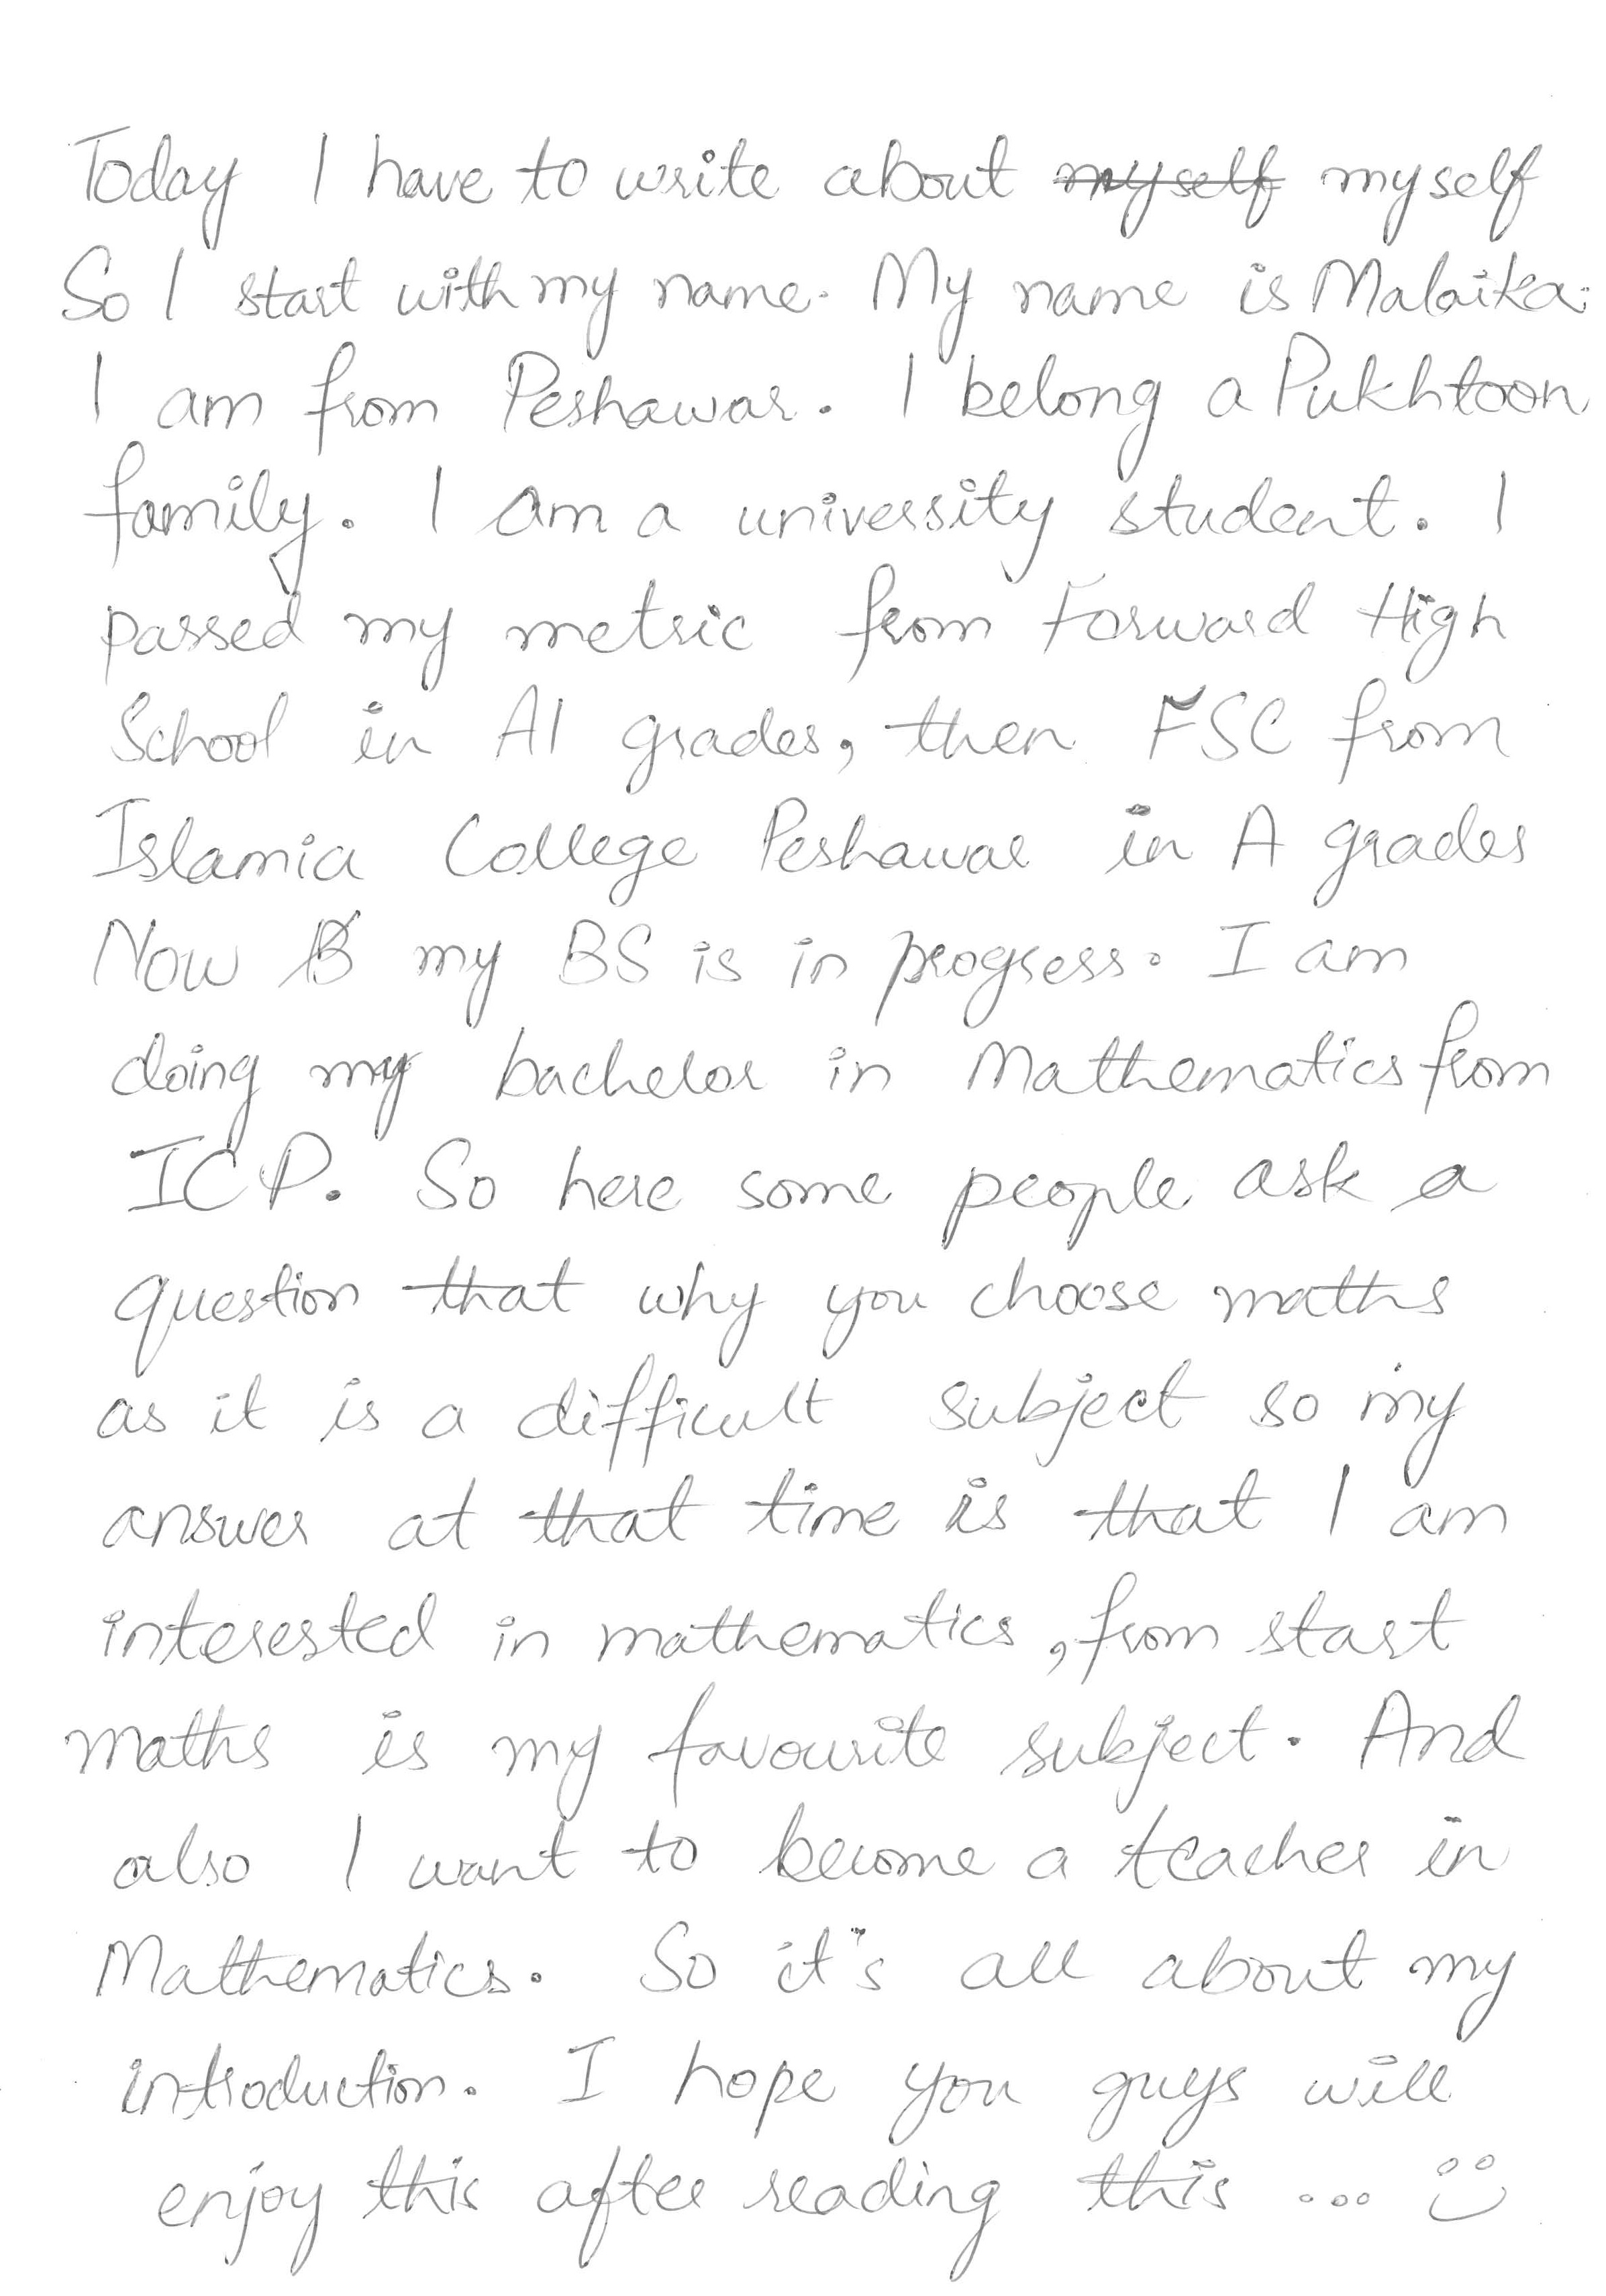 Today I have to write about myself myself
So I start with my name. My name is Malaika.
I am from Peshawar. I belong a Pukhtoon
family. I am a university student. I
passed my metric from Forward High
School in A1 grades, then FSC from
Islamia College Peshawar in A grades
Now B my BS is in progress. I am
doing my bachelor in Mathematics from
ICP. So here some people ask a
question that why you choose maths
as it is a difficult subject so my
answer at that time is that I am
interested in mathematics, from start
maths is my favourite subject. And
also I want to become a teacher in
Mathematics. So it's all about my
introduction. I hope you guys will
enjoy this after reading this ... ☺